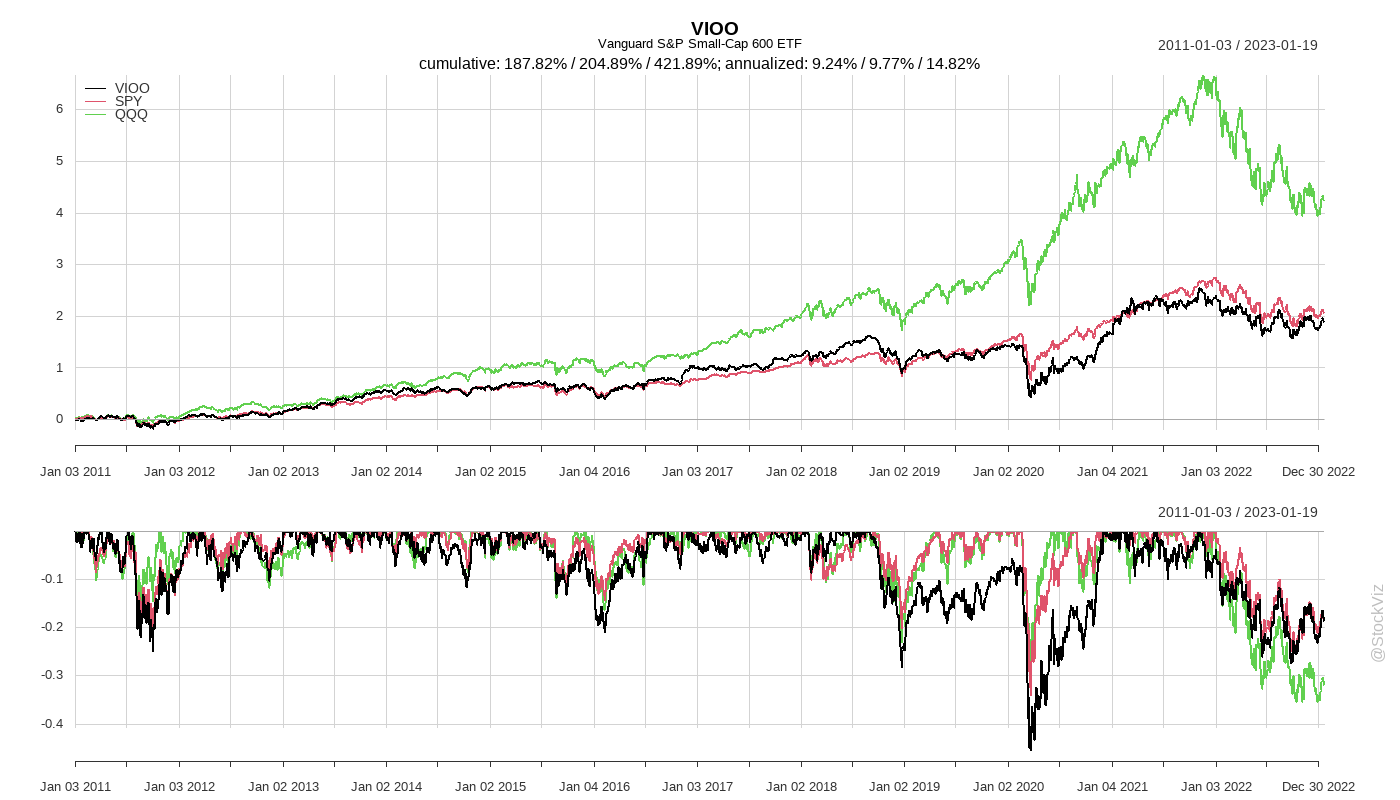 VIOO
Vanguard S&P Small-Cap 600 ETF
2011-01-03 / 2023-01-19
cumulative: 187.82% / 204.89% / 421.89%; annualized: 9.24% / 9.77% / 14.82%
VIOO
SPY
QQQ
6
5
4
3
2
1
0
Jan 03 2011 Jan 03 2012 Jan 02 2013 Jan 02 2014 Jan 02 2015 Jan 04 2016 Jan 03 2017 Jan 02 2018 Jan 02 2019 Jan 02 2020 Jan 04 2021 Jan 03 2022 Dec 30 2022
2011-01-03 / 2023-01-19
-0.1
-0.2
-0.3
-0.4
Jan 03 2011 Jan 03 2012 Jan 02 2013 Jan 02 2014 Jan 02 2015 Jan 04 2016 Jan 03 2017 Jan 02 2018 Jan 02 2019 Jan 02 2020 Jan 04 2021 Jan 03 2022 Dec 30 2022
@StockViz